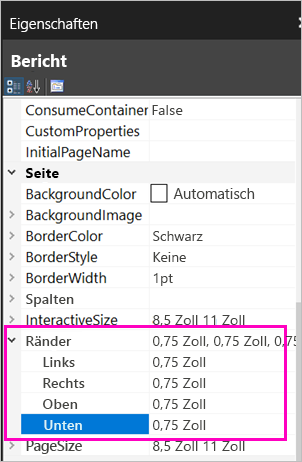 Eigenschaften
Bericht
ConsumeContainer False
CustomProperties
InitialPageName
Seite
BackgroundColor Automatisch
BackgroundImage
BorderColor Schwarz
BorderStyle Keine
BorderWidth 1pt
Spalten
InteractiveSize 8,5 Zoll 11 Zoll
Ränder 0,75 Zoll, 0,75 Zoll, 0,75
Links 0,75 Zoll
Rechts 0,75 Zoll
Oben 0,75 Zoll
Unten 0,75 Zoll
PageSize 8,5 Zoll 11 Zoll